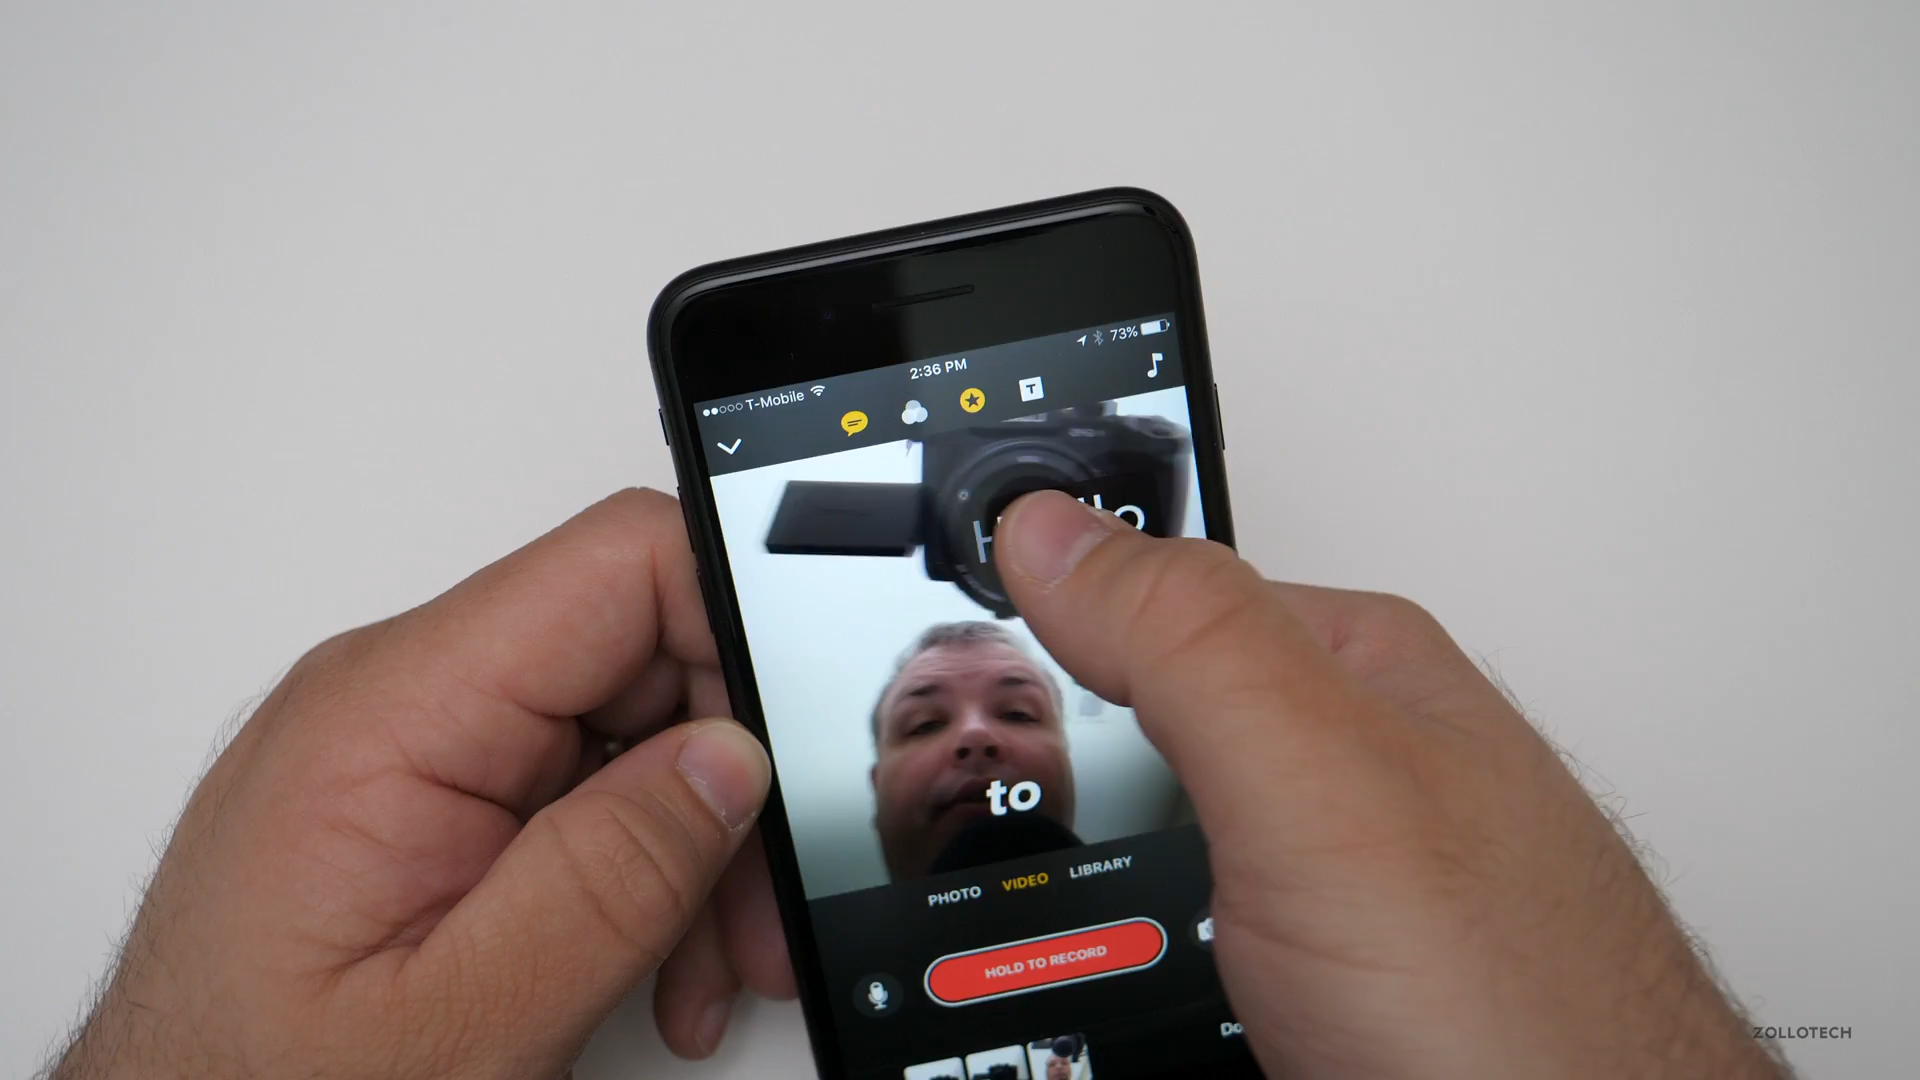 2:36 PM
73%
T-Mobile
T
to
PHOTO VIDEO LIBRARY
HOLD TO RECORD
ZOLLOTECH